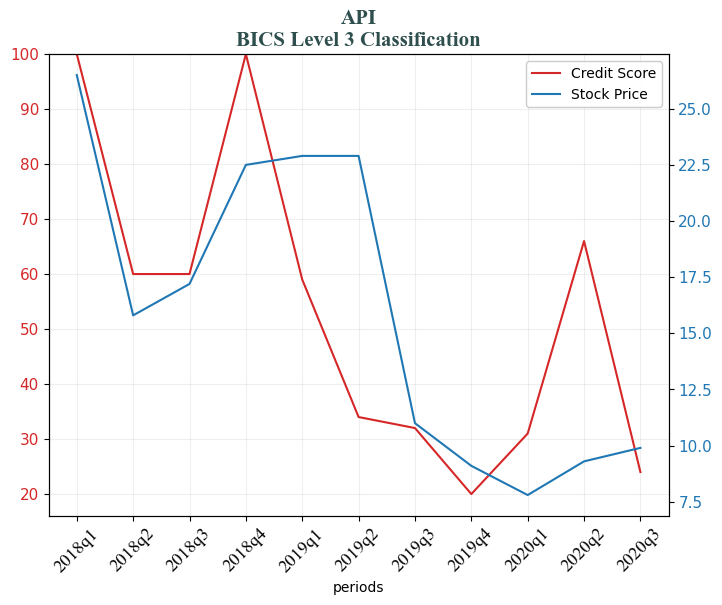 API
BICS Level 3 Classification
Credit Score
Stock Price
100
90
80
70
60
50
40
30
20
25.0
22.5
20.0
17.5
15.0
12.5
10.0
7.5
2018q1
2018q2
2018q3
2018q4
2019q1
2019q2
2019q3
2019q4
2020q1
2020q2
2020q3
periods